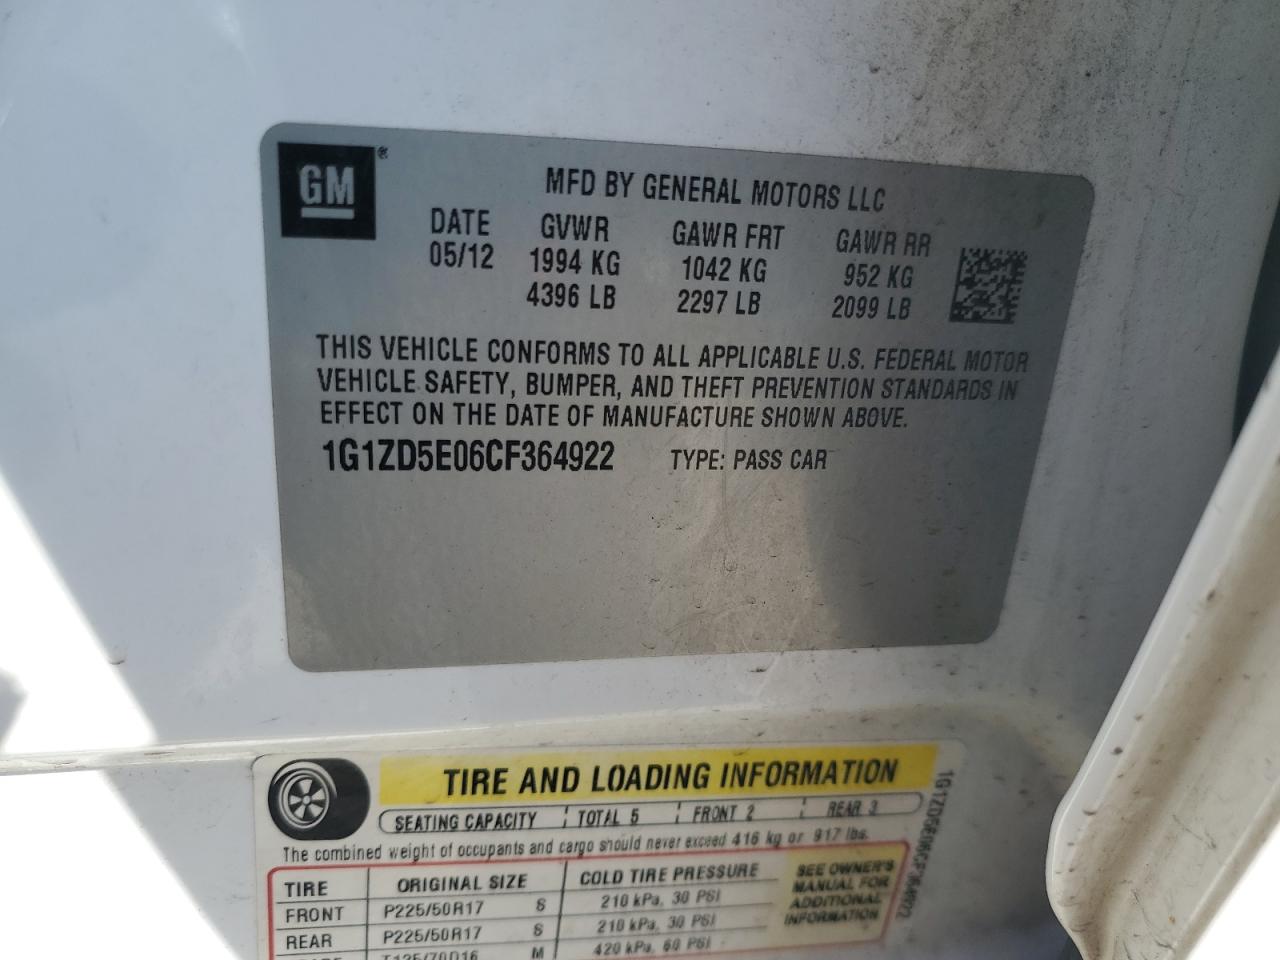 GM®
MFD BY GENERAL MOTORS LLC
DATE GVWR GAWR FRT GAWR RR
05/12 1994 KG 1042 KG 952 KG
4396 LB 2297 LB 2099 LB
THIS VEHICLE CONFORMS TO ALL APPLICABLE U.S. FEDERAL MOTOR
VEHICLE SAFETY, BUMPER, AND THEFT PREVENTION STANDARDS IN
EFFECT ON THE DATE OF MANUFACTURE SHOWN ABOVE.
1G1ZD5E06CF364922 TYPE: PASS CAR
TIRE AND LOADING INFORMATION
SEATING CAPACITY TOTAL 5 FRONT 2 REAR 3
The combined weight of occupants and cargo should never exceed 416 kg or 917 lbs.
TIRE ORIGINAL SIZE COLD TIRE PRESSURE
FRONT P225/50R17 S 210 kPa, 30 PSI
REAR P225/50R17 S 210 kPa, 30 PSI
T125/70D16 M 420 kPa, 60 PSI
SEE OWNER'S
MANUAL FOR
ADDITIONAL
INFORMATION
1G1ZD5E06CF364922